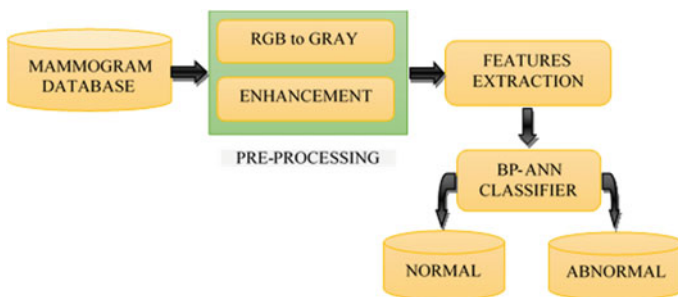 MAMMOGRAM
DATABASE
RGB to GRAY
ENHANCEMENT
PRE-PROCESSING
FEATURES
EXTRACTION
BP-ANN
CLASSIFIER
NORMAL
ABNORMAL